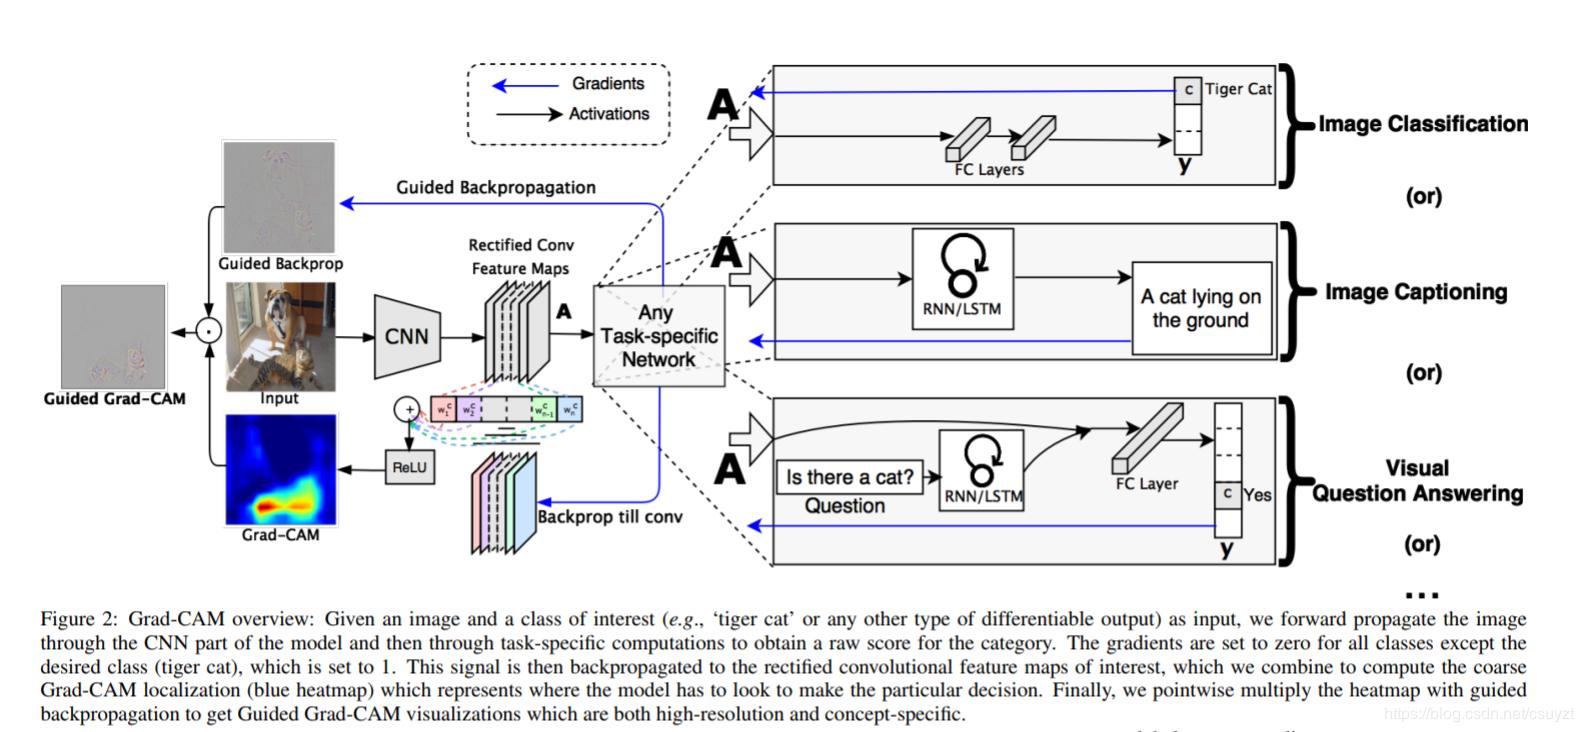 Gradients
Activations
A
c Tiger Cat
FC Layers
y
Image Classification
(or)
Guided Backpropagation
Guided Backprop
Rectified Conv
Feature Maps
A
CNN
Any
Task-specific
Network
Input
Guided Grad-CAM
+
w1c w2c wn-1c wnc
=
ReLU
Grad-CAM
Backprop till conv
A
RNN/LSTM
A cat lying on
the ground
Image Captioning
(or)
A
Is there a cat?
Question
RNN/LSTM
FC Layer
c Yes
y
Visual
Question Answering
(or)
...
Figure 2: Grad-CAM overview: Given an image and a class of interest (e.g., ‘tiger cat’ or any other type of differentiable output) as input, we forward propagate the image
through the CNN part of the model and then through task-specific computations to obtain a raw score for the category. The gradients are set to zero for all classes except the
desired class (tiger cat), which is set to 1. This signal is then backpropagated to the rectified convolutional feature maps of interest, which we combine to compute the coarse
Grad-CAM localization (blue heatmap) which represents where the model has to look to make the particular decision. Finally, we pointwise multiply the heatmap with guided
backpropagation to get Guided Grad-CAM visualizations which are both high-resolution and concept-specific.
https://blog.csdn.net/csuyzt